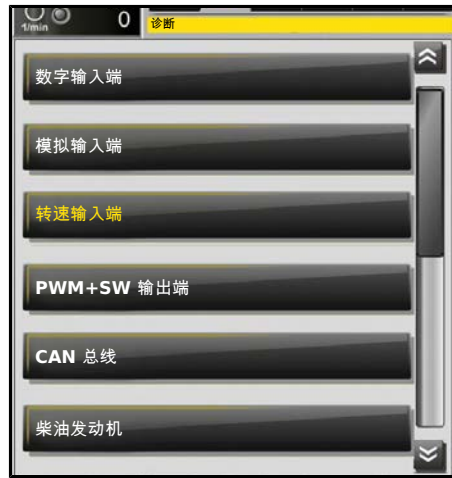 1/min 0 诊断
数字输入端
模拟输入端
转速输入端
PWM+SW 输出端
CAN 总线
柴油发动机